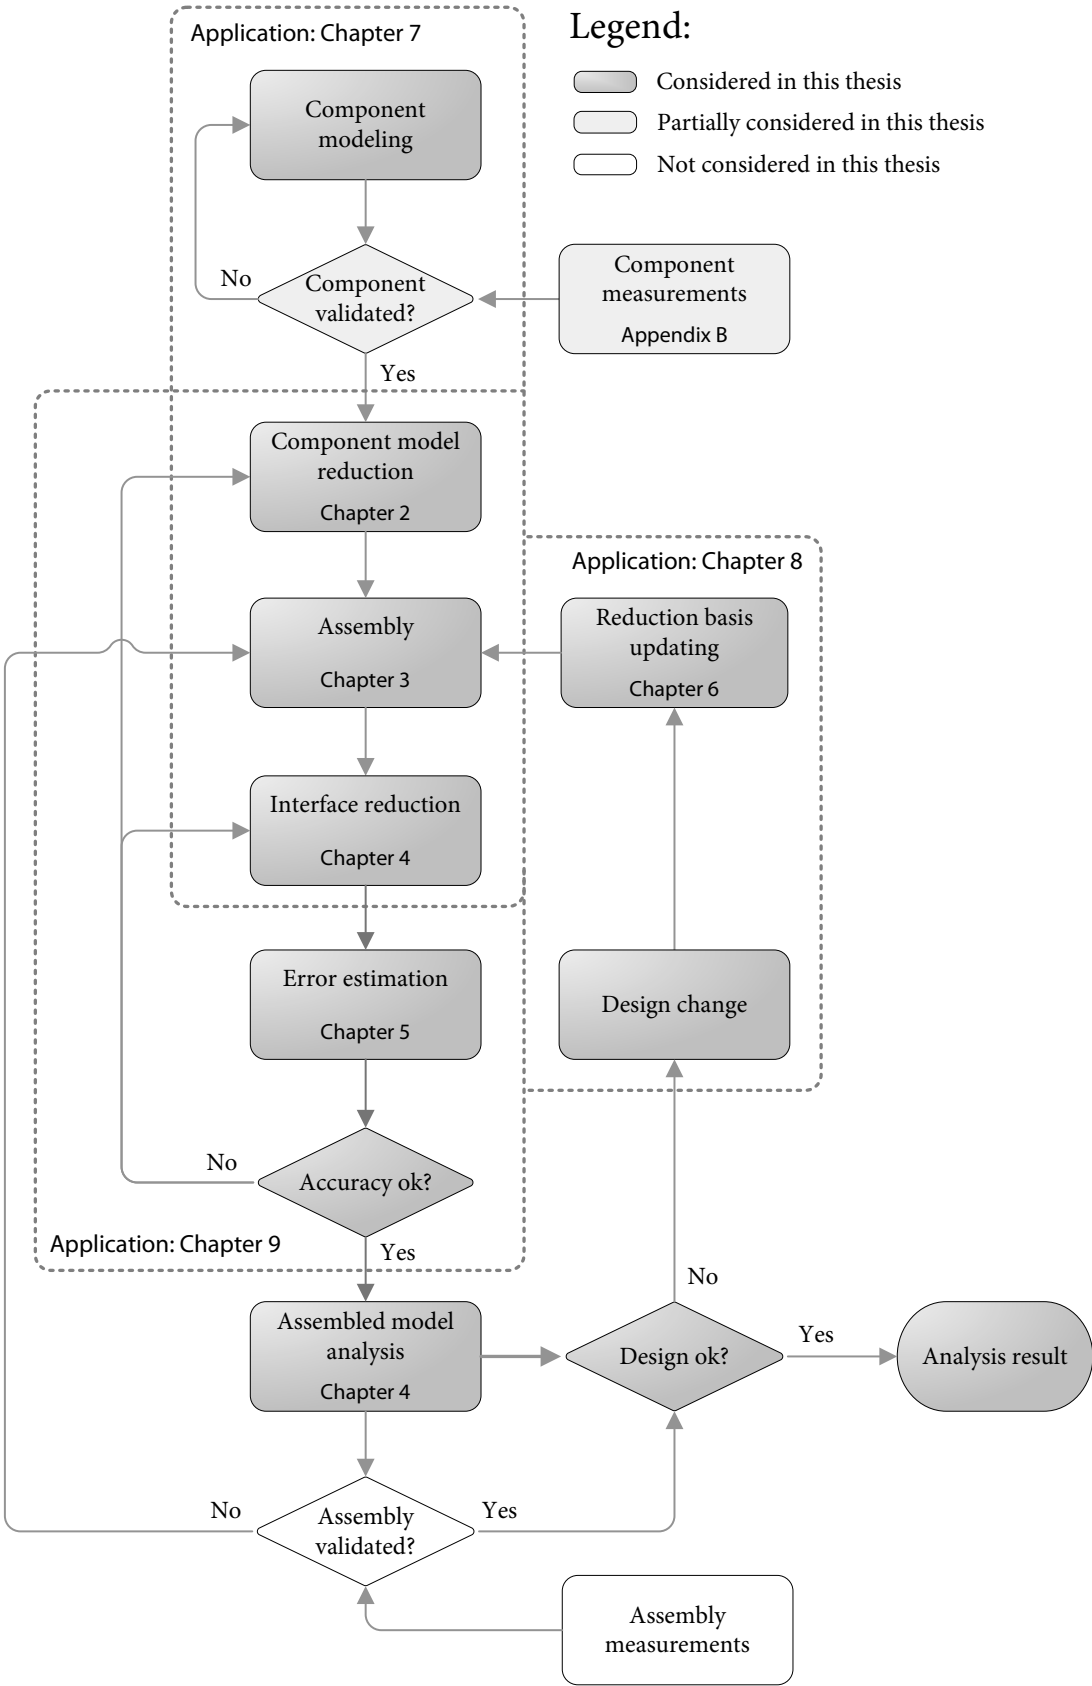 Application: Chapter 7
Legend:
Considered in this thesis
Partially considered in this thesis
Not considered in this thesis
Component
modeling
No
Component
validated?
Component
measurements
Appendix B
Yes
Component model
reduction
Chapter 2
Application: Chapter 8
Assembly
Chapter 3
Reduction basis
updating
Chapter 6
Interface reduction
Chapter 4
Error estimation
Chapter 5
Design change
No
Accuracy ok?
Application: Chapter 9
Yes
No
Assembled model
analysis
Chapter 4
Design ok?
Yes
Analysis result
No
Assembly
validated?
Yes
Assembly
measurements